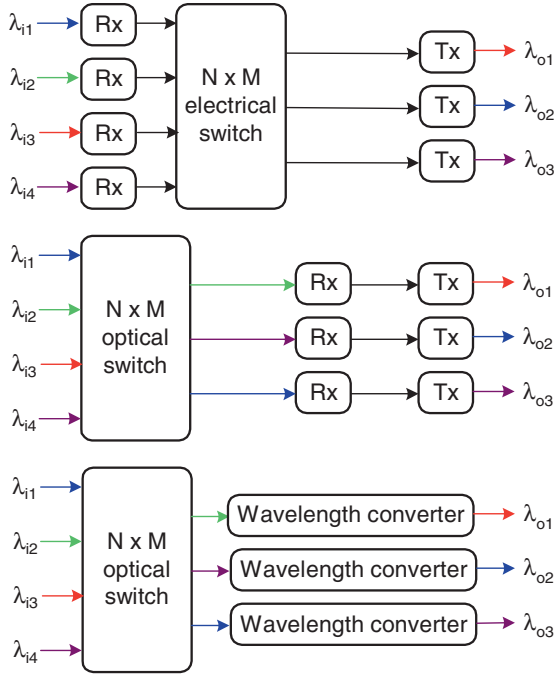 λi1 Rx
λi2 Rx
λi3 Rx
λi4 Rx
N x M
electrical
switch
Tx λo1
Tx λo2
Tx λo3
λi1
λi2
λi3
λi4
N x M
optical
switch
Rx Tx λo1
Rx Tx λo2
Rx Tx λo3
λi1
λi2
λi3
λi4
N x M
optical
switch
Wavelength converter λo1
Wavelength converter λo2
Wavelength converter λo3